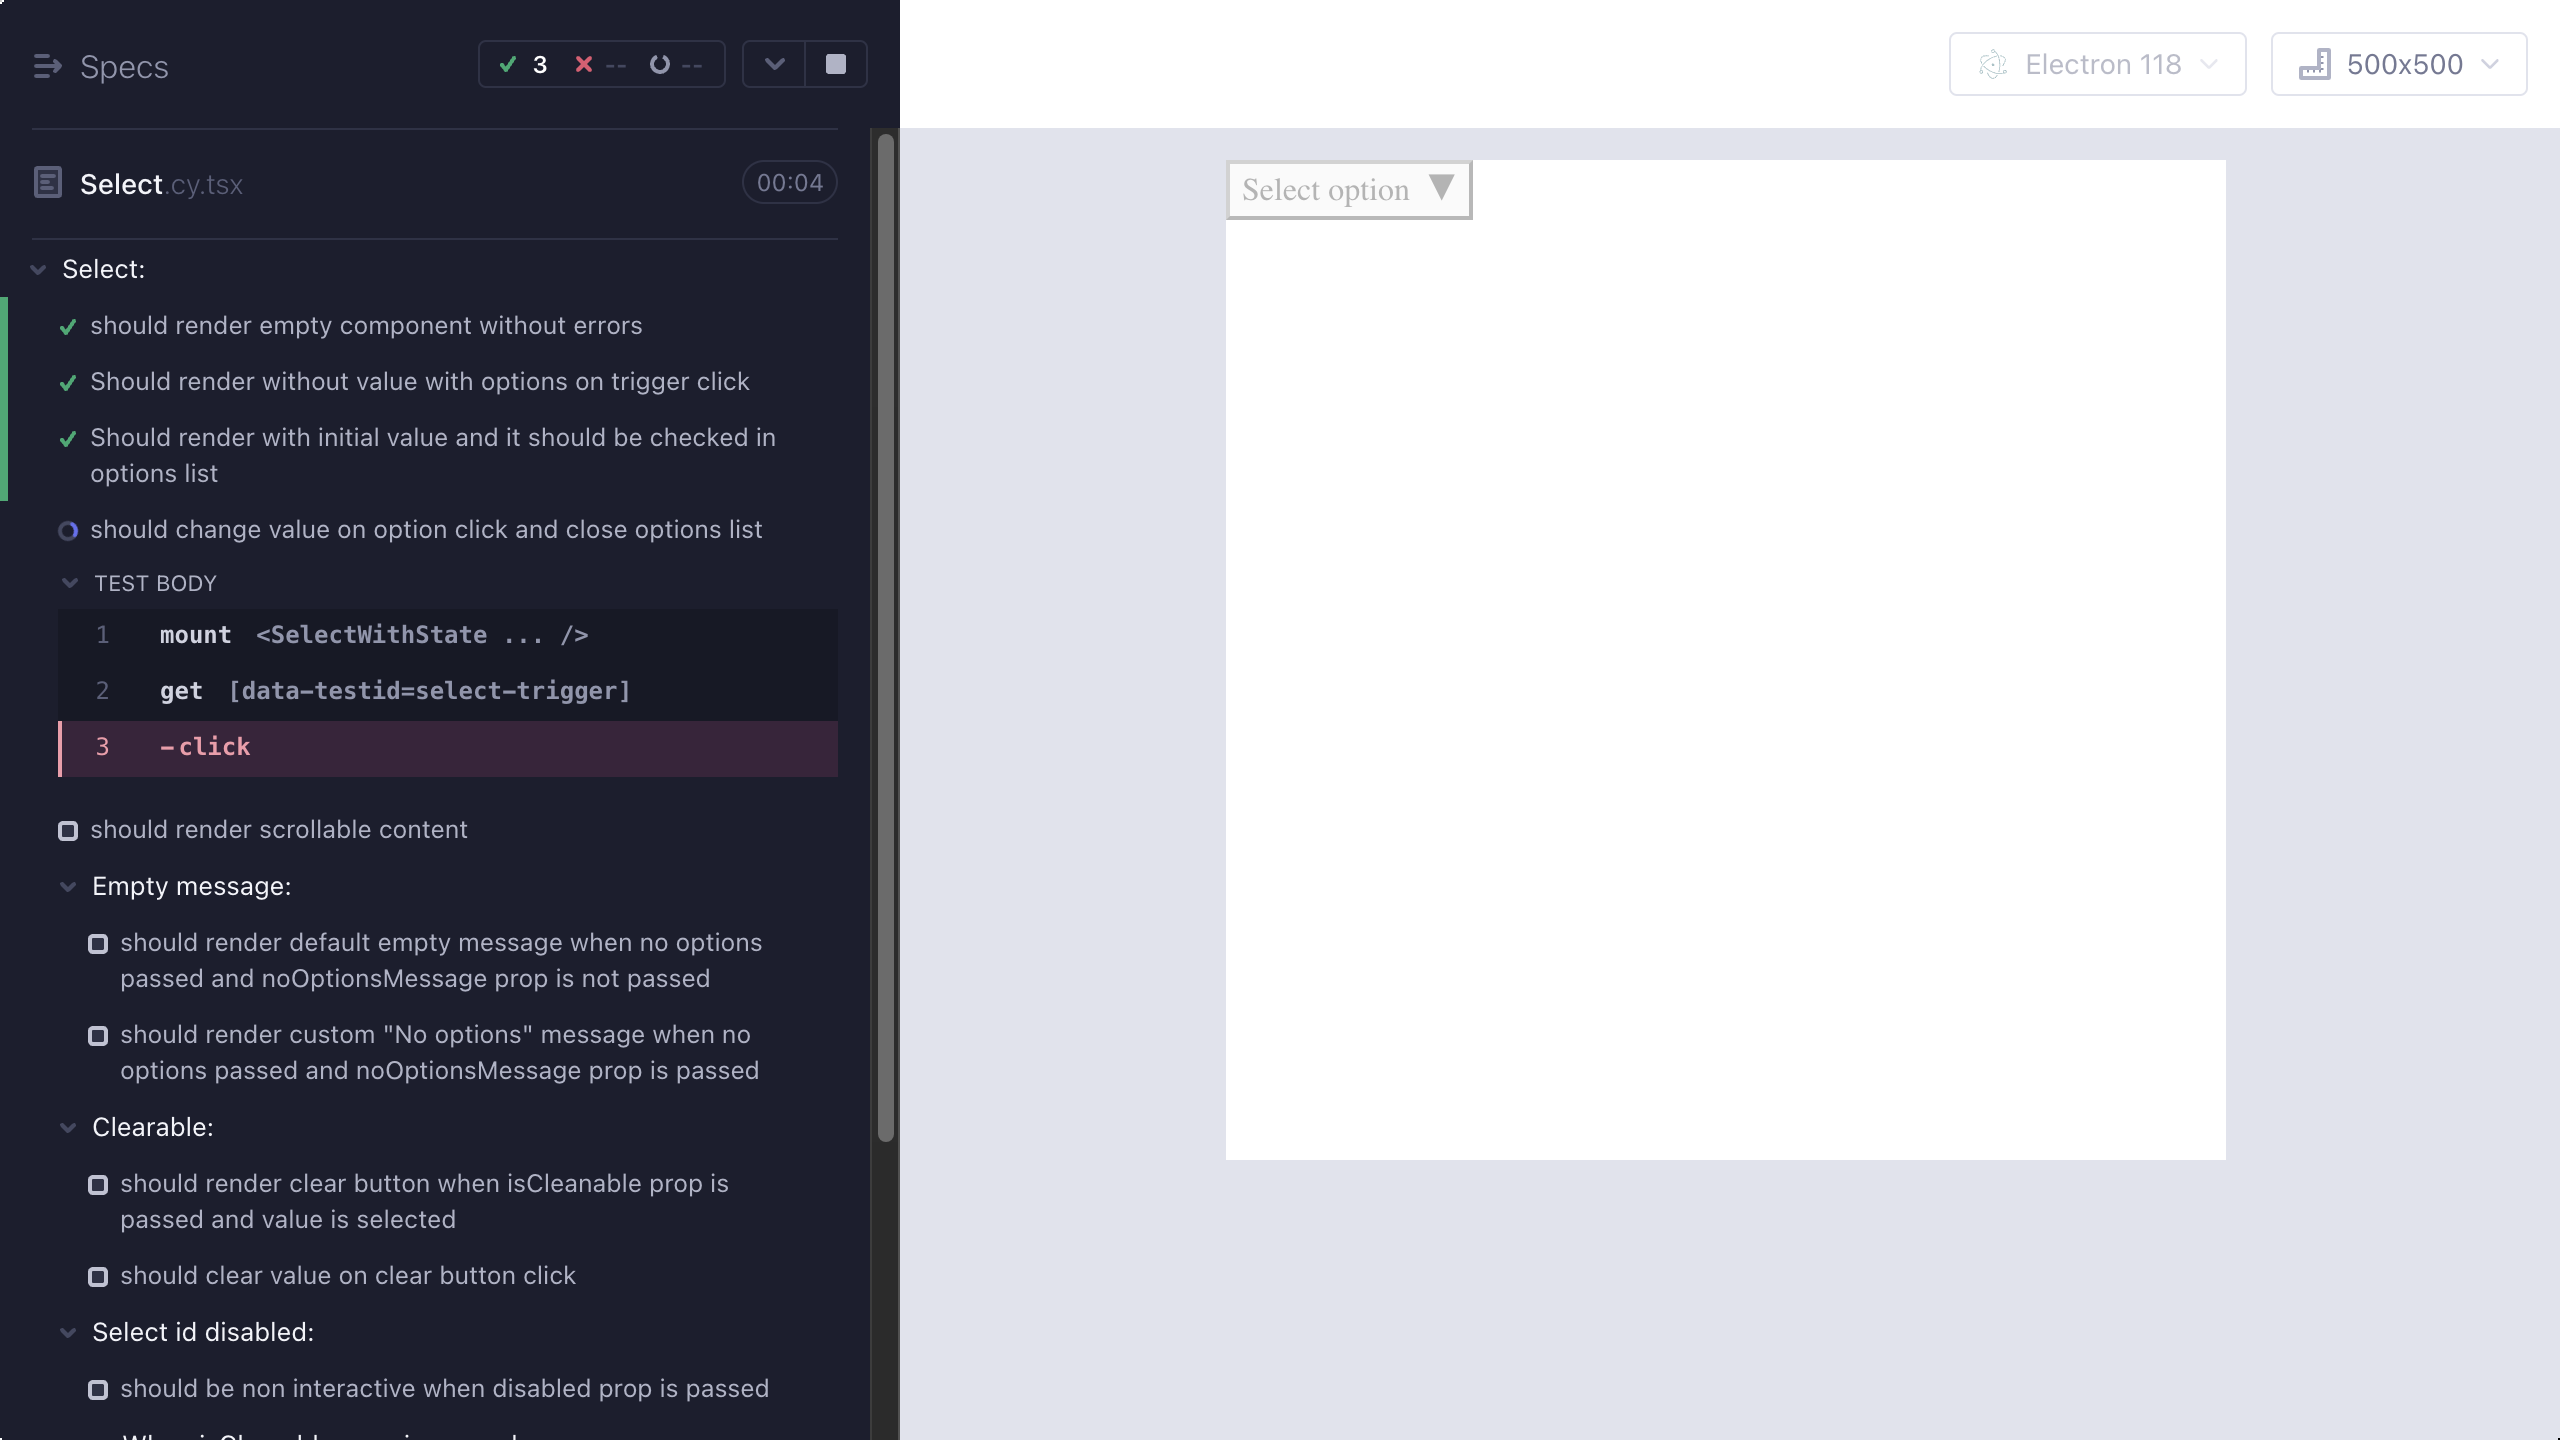 Specs
3 -- --
Electron 118
500x500
Select.cy.tsx
00:04
Select:
should render empty component without errors
Should render without value with options on trigger click
Should render with initial value and it should be checked in
options list
should change value on option click and close options list
TEST BODY
1 mount <SelectWithState ... />
2 get [data-testid=select-trigger]
3 -click
should render scrollable content
Empty message:
should render default empty message when no options
passed and noOptionsMessage prop is not passed
should render custom "No options" message when no
options passed and noOptionsMessage prop is passed
Clearable:
should render clear button when isCleanable prop is
passed and value is selected
should clear value on clear button click
Select id disabled:
should be non interactive when disabled prop is passed
Select option ▼